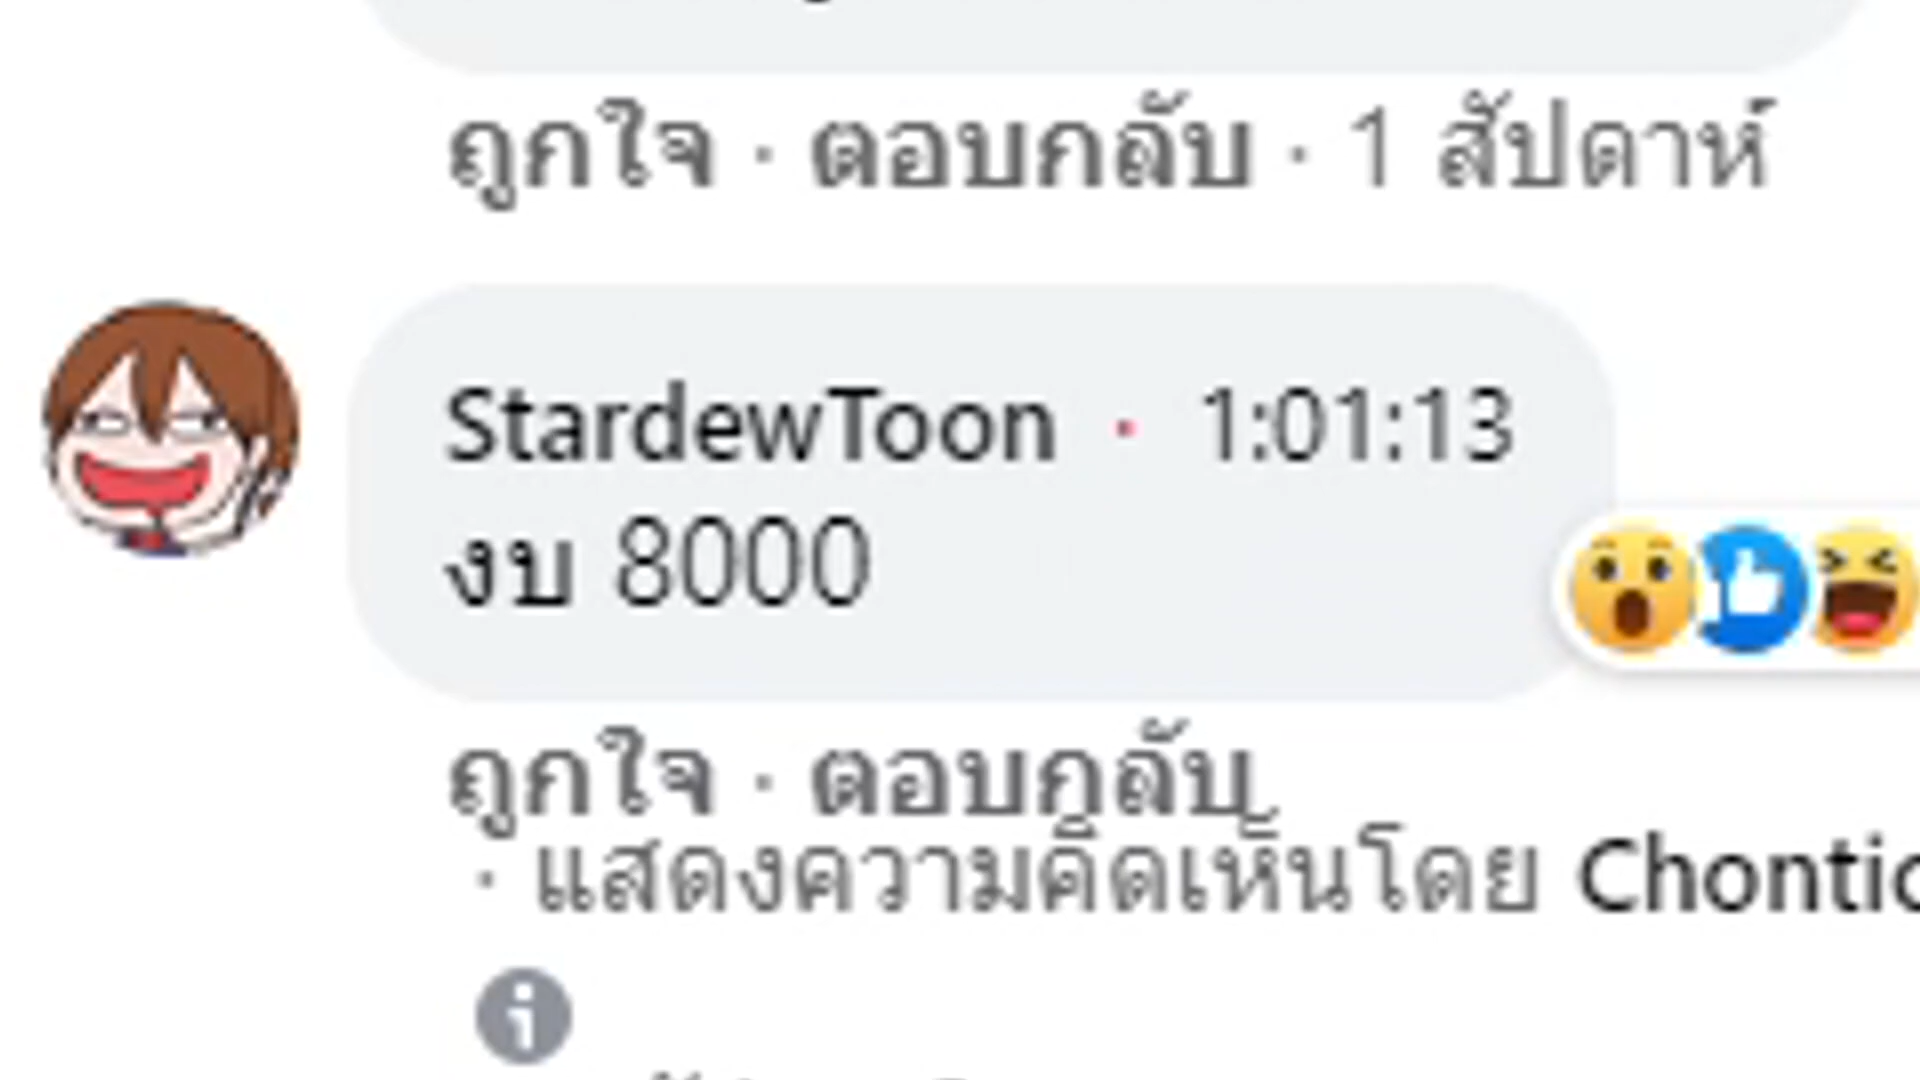 ถูกใจ · ตอบกลับ · 1 สัปดาห์
StardewToon · 1:01:13
งบ 8000
ถูกใจ · ตอบกลับ
· แสดงความคิดเห็นโดย Chontic